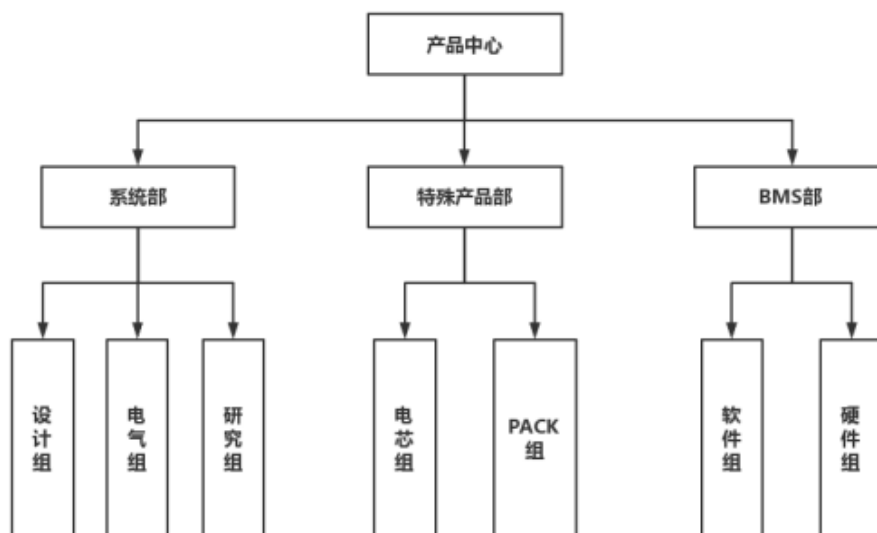 产品中心
系统部
特殊产品部
BMS部
设计组
电气组
研究组
电芯组
PACK
组
软件组
硬件组